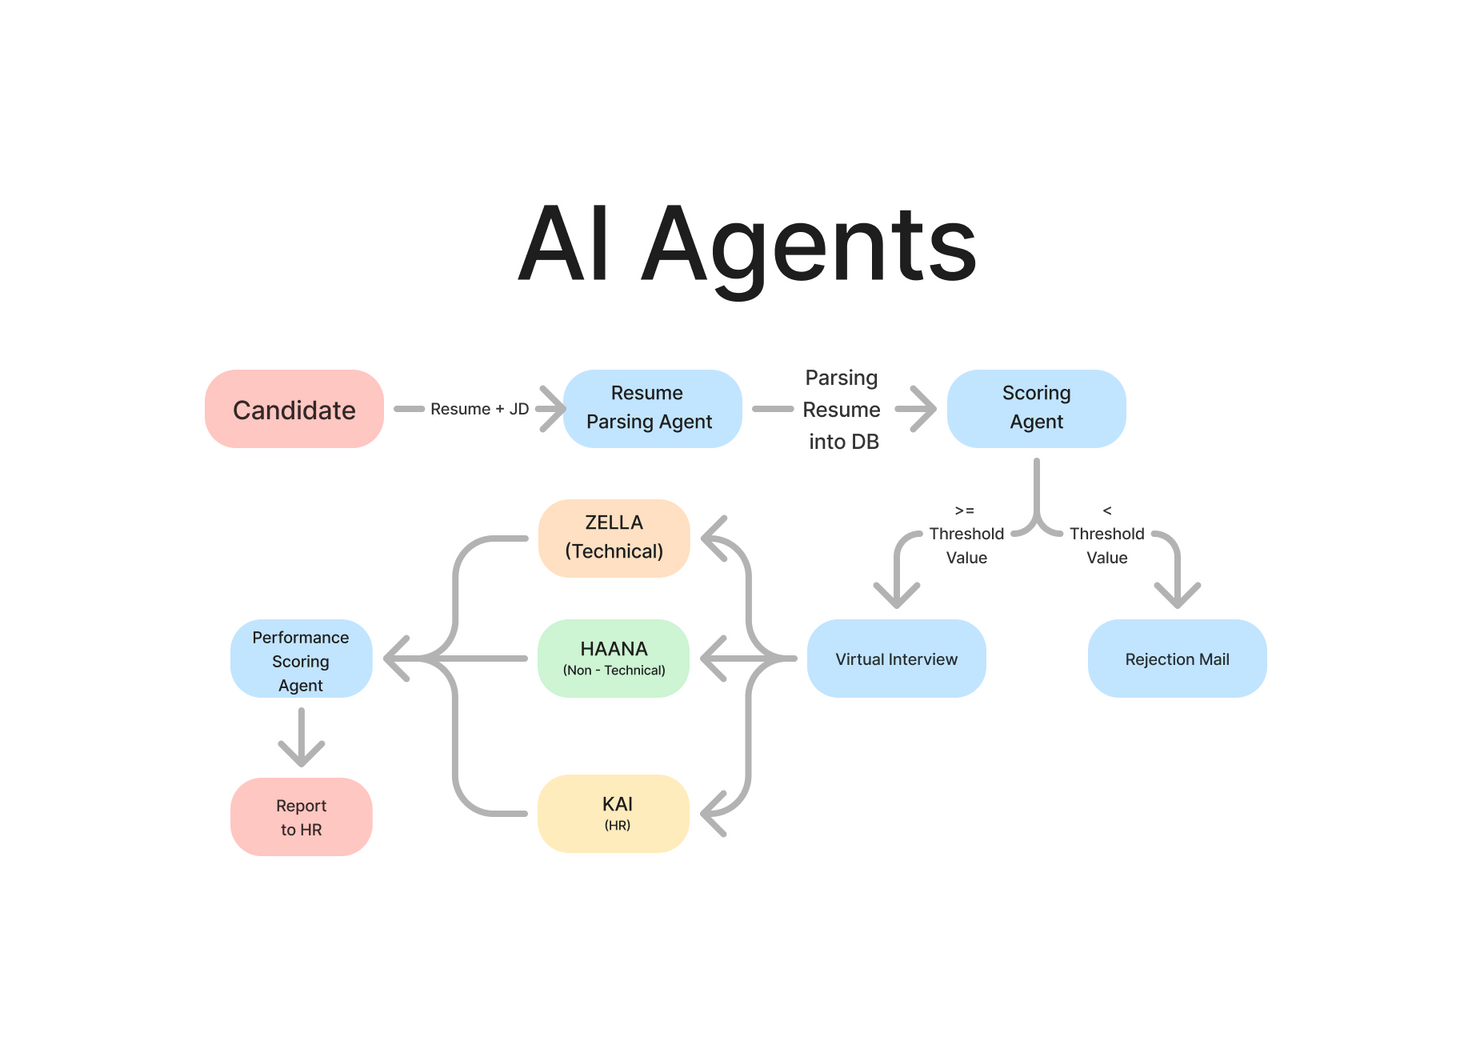 AI Agents
Candidate
Resume + JD
Resume
Parsing Agent
Parsing
Resume
into DB
Scoring
Agent
>=
Threshold
Value
<
Threshold
Value
ZELLA
(Technical)
Performance
Scoring
Agent
HAANA
(Non - Technical)
Virtual Interview
Rejection Mail
Report
to HR
KAI
(HR)